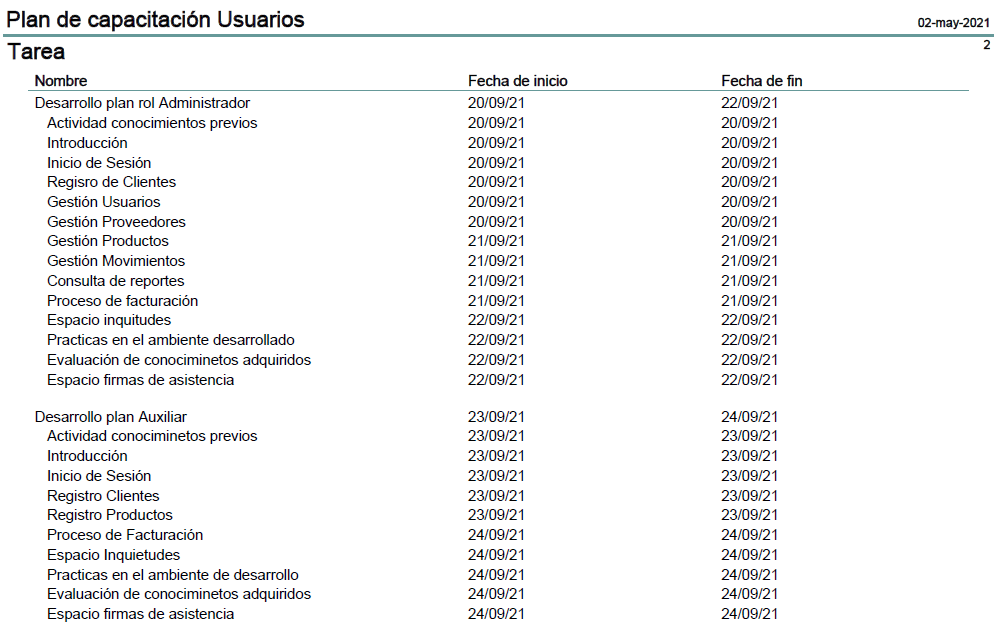 Plan de capacitación Usuarios
02-may-2021
Tarea
2
Nombre Fecha de inicio Fecha de fin
Desarrollo plan rol Administrador 20/09/21 22/09/21
Actividad conocimientos previos 20/09/21 20/09/21
Introducción 20/09/21 20/09/21
Inicio de Sesión 20/09/21 20/09/21
Regisro de Clientes 20/09/21 20/09/21
Gestión Usuarios 20/09/21 20/09/21
Gestión Proveedores 20/09/21 20/09/21
Gestión Productos 21/09/21 21/09/21
Gestión Movimientos 21/09/21 21/09/21
Consulta de reportes 21/09/21 21/09/21
Proceso de facturación 21/09/21 21/09/21
Espacio inquitudes 22/09/21 22/09/21
Practicas en el ambiente desarrollado 22/09/21 22/09/21
Evaluación de conociminetos adquiridos 22/09/21 22/09/21
Espacio firmas de asistencia 22/09/21 22/09/21
Desarrollo plan Auxiliar 23/09/21 24/09/21
Actividad conociminetos previos 23/09/21 23/09/21
Introducción 23/09/21 23/09/21
Inicio de Sesión 23/09/21 23/09/21
Registro Clientes 23/09/21 23/09/21
Registro Productos 23/09/21 23/09/21
Proceso de Facturación 24/09/21 24/09/21
Espacio Inquietudes 24/09/21 24/09/21
Practicas en el ambiente de desarrollo 24/09/21 24/09/21
Evaluación de conociminetos adquiridos 24/09/21 24/09/21
Espacio firmas de asistencia 24/09/21 24/09/21